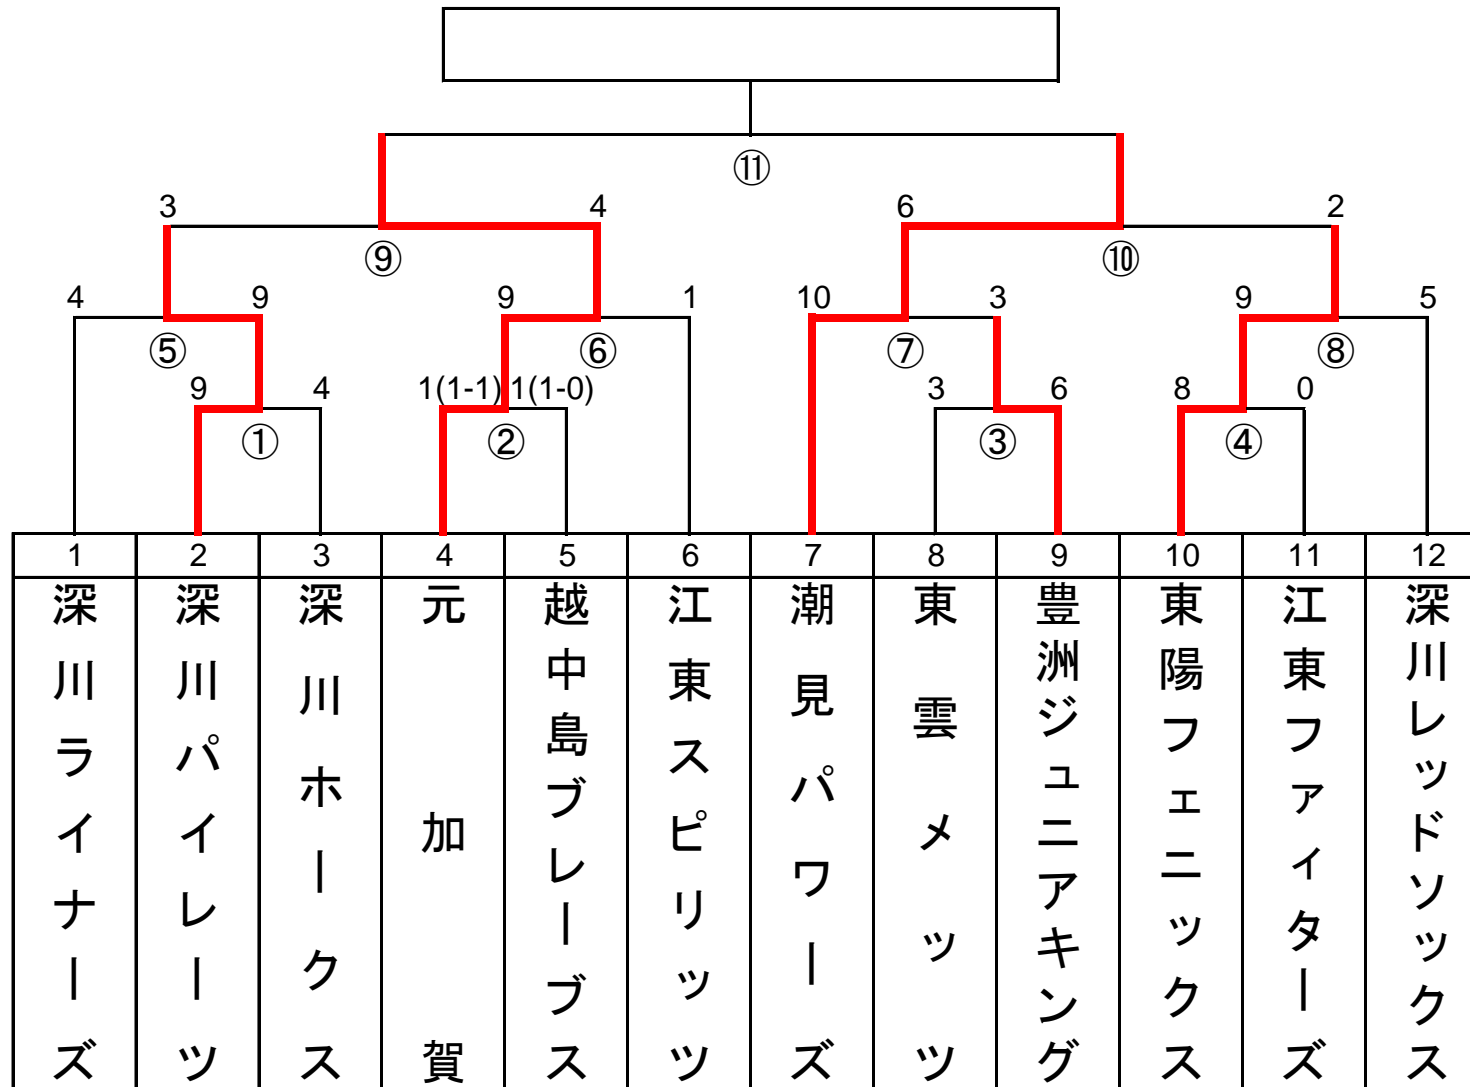 ⑪
3 4 6 2
⑨ ⑩
4 9 9 1 10 3 9 5
⑤ ⑥ ⑦ ⑧
9 4 1(1-1) 1(1-0) 3 6 8 0
① ② ③ ④
1 2 3 4 5 6 7 8 9 10 11 12
深川ライナーズ
深川パイレーツ
深川ホークス
元加賀
越中島ブレーブス
江東スピリッツ
潮見パワーズ
東雲メッツ
豊洲ジュニアキング
東陽フェニックス
江東ファイターズ
深川レッドソックス